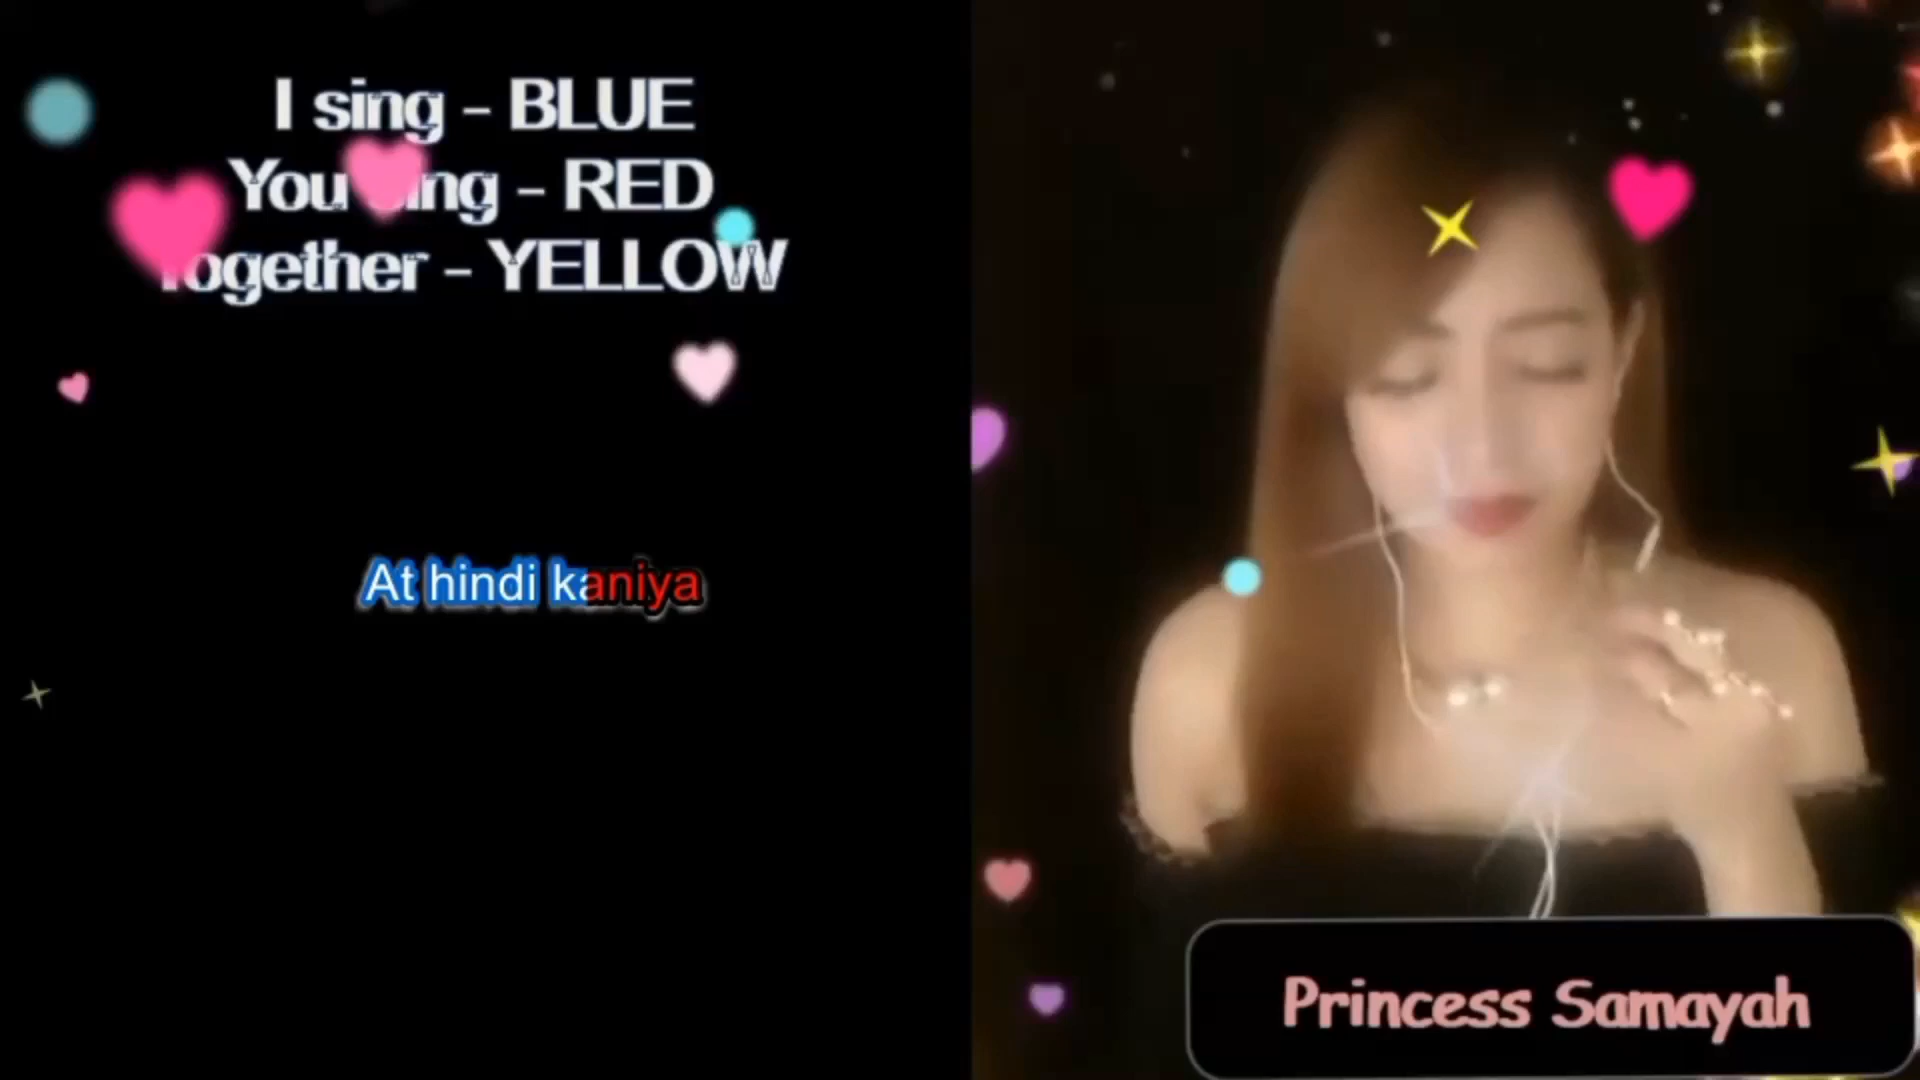 I sing - BLUE
You sing - RED
Together - YELLOW
At hindi kaniya
Princess Samayah